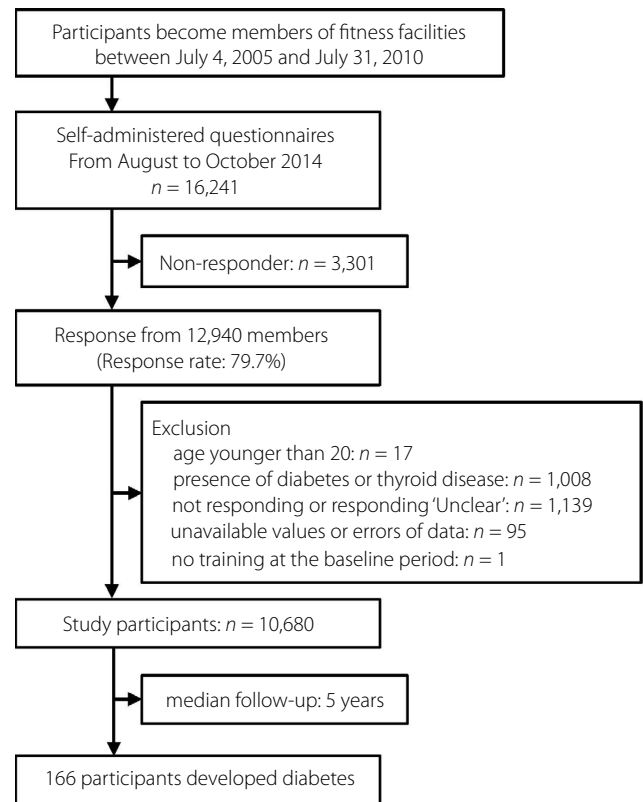 Participants become members of fitness facilities
between July 4, 2005 and July 31, 2010
Self-administered questionnaires
From August to October 2014
n = 16,241
Non-responder: n = 3,301
Response from 12,940 members
(Response rate: 79.7%)
Exclusion
age younger than 20: n = 17
presence of diabetes or thyroid disease: n = 1,008
not responding or responding 'Unclear': n = 1,139
unavailable values or errors of data: n = 95
no training at the baseline period: n = 1
Study participants: n = 10,680
median follow-up: 5 years
166 participants developed diabetes